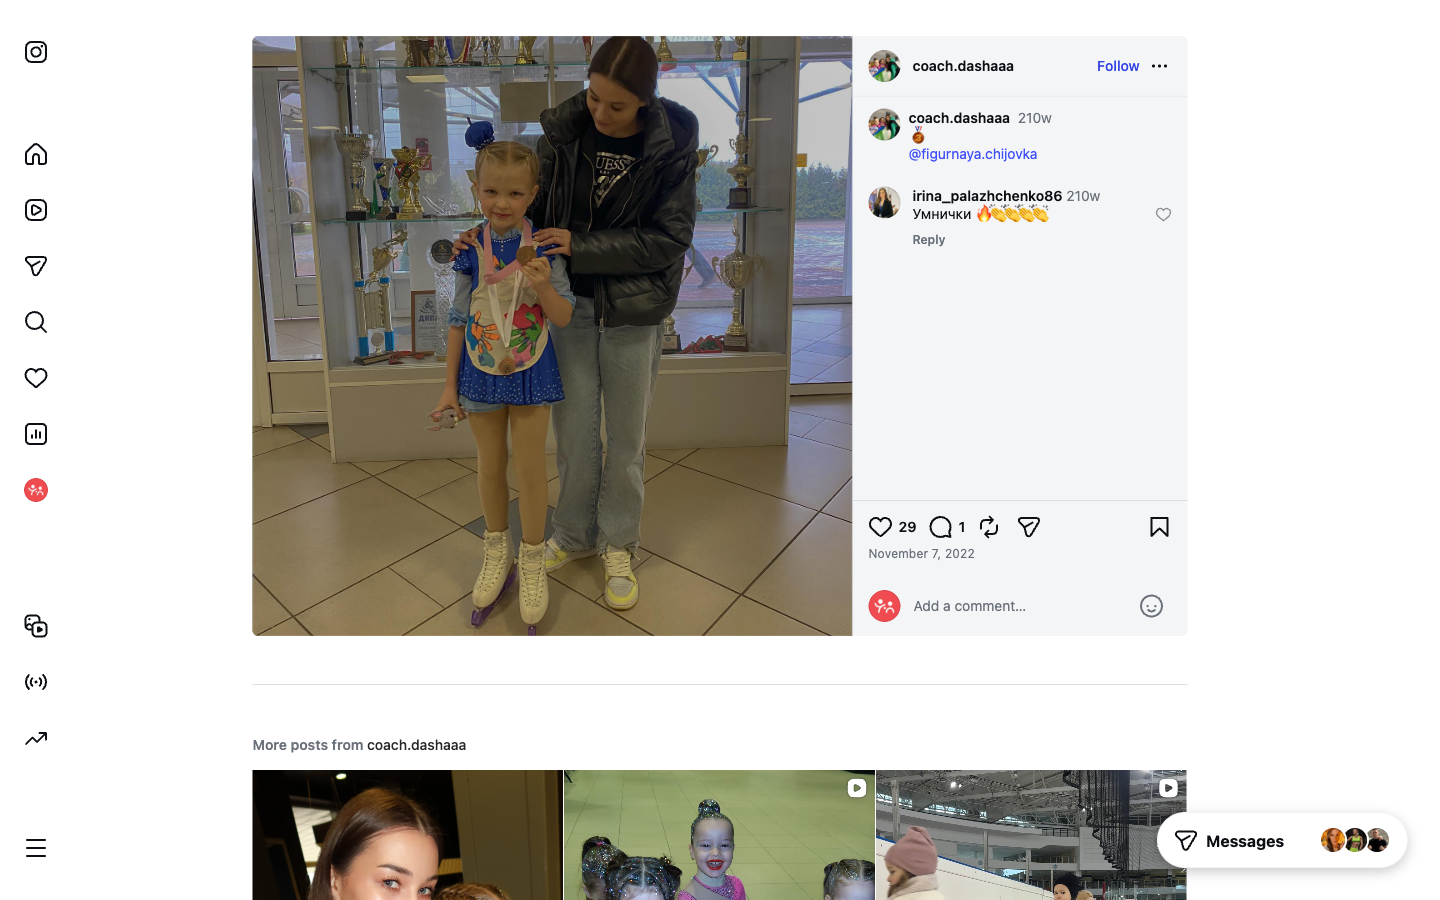 coach.dashaaa
Follow
coach.dashaaa 210w
@figurnaya.chijovka
irina_palazhchenko86 210w
Умнички 🔥👏👏👏👏
Reply
29
1
November 7, 2022
Add a comment...
More posts from coach.dashaaa
Messages